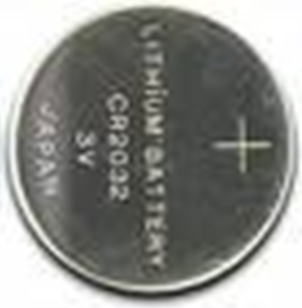 LITHIUM BATTERY
CR2032
3V
JAPAN
+